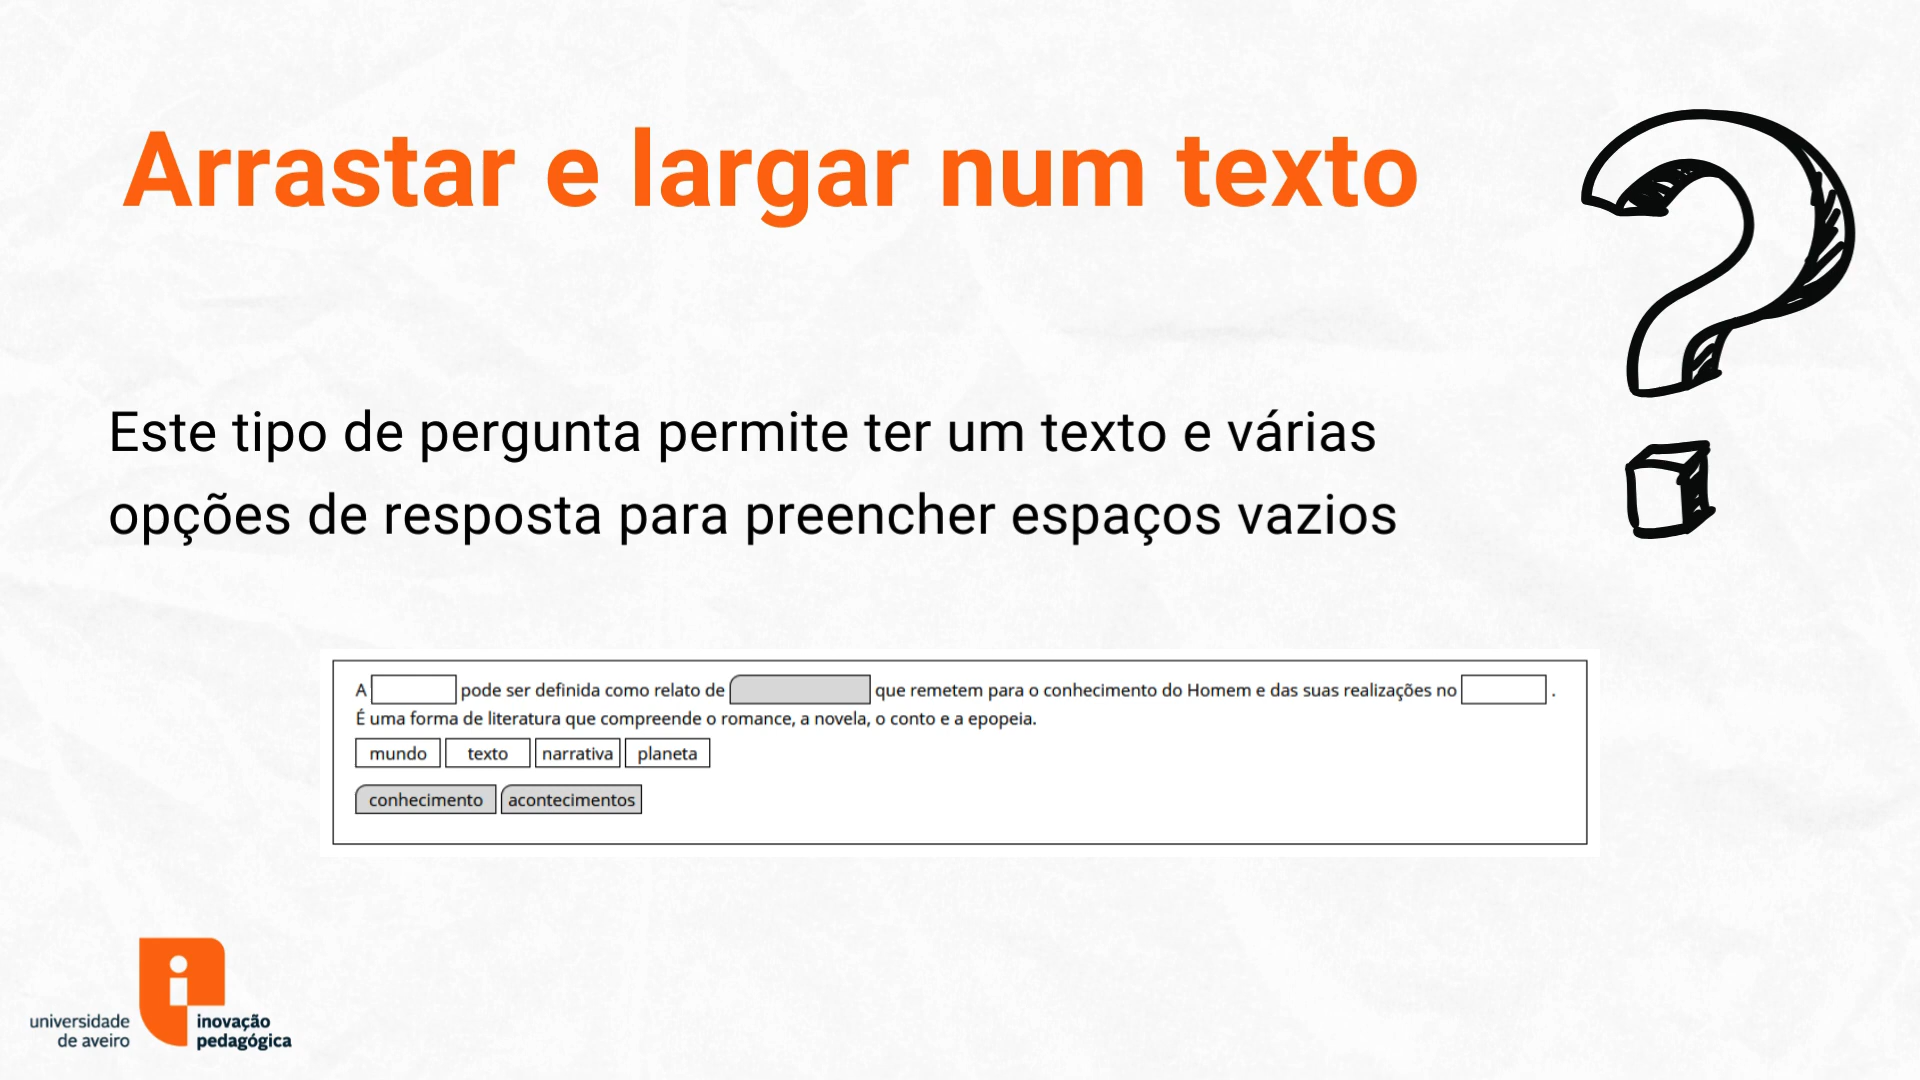 Arrastar e largar num texto
Este tipo de pergunta permite ter um texto e várias
opções de resposta para preencher espaços vazios
A pode ser definida como relato de que remetem para o conhecimento do Homem e das suas realizações no .
É uma forma de literatura que compreende o romance, a novela, o conto e a epopeia.
mundo texto narrativa planeta
conhecimento acontecimentos
universidade
de aveiro
inovação
pedagógica